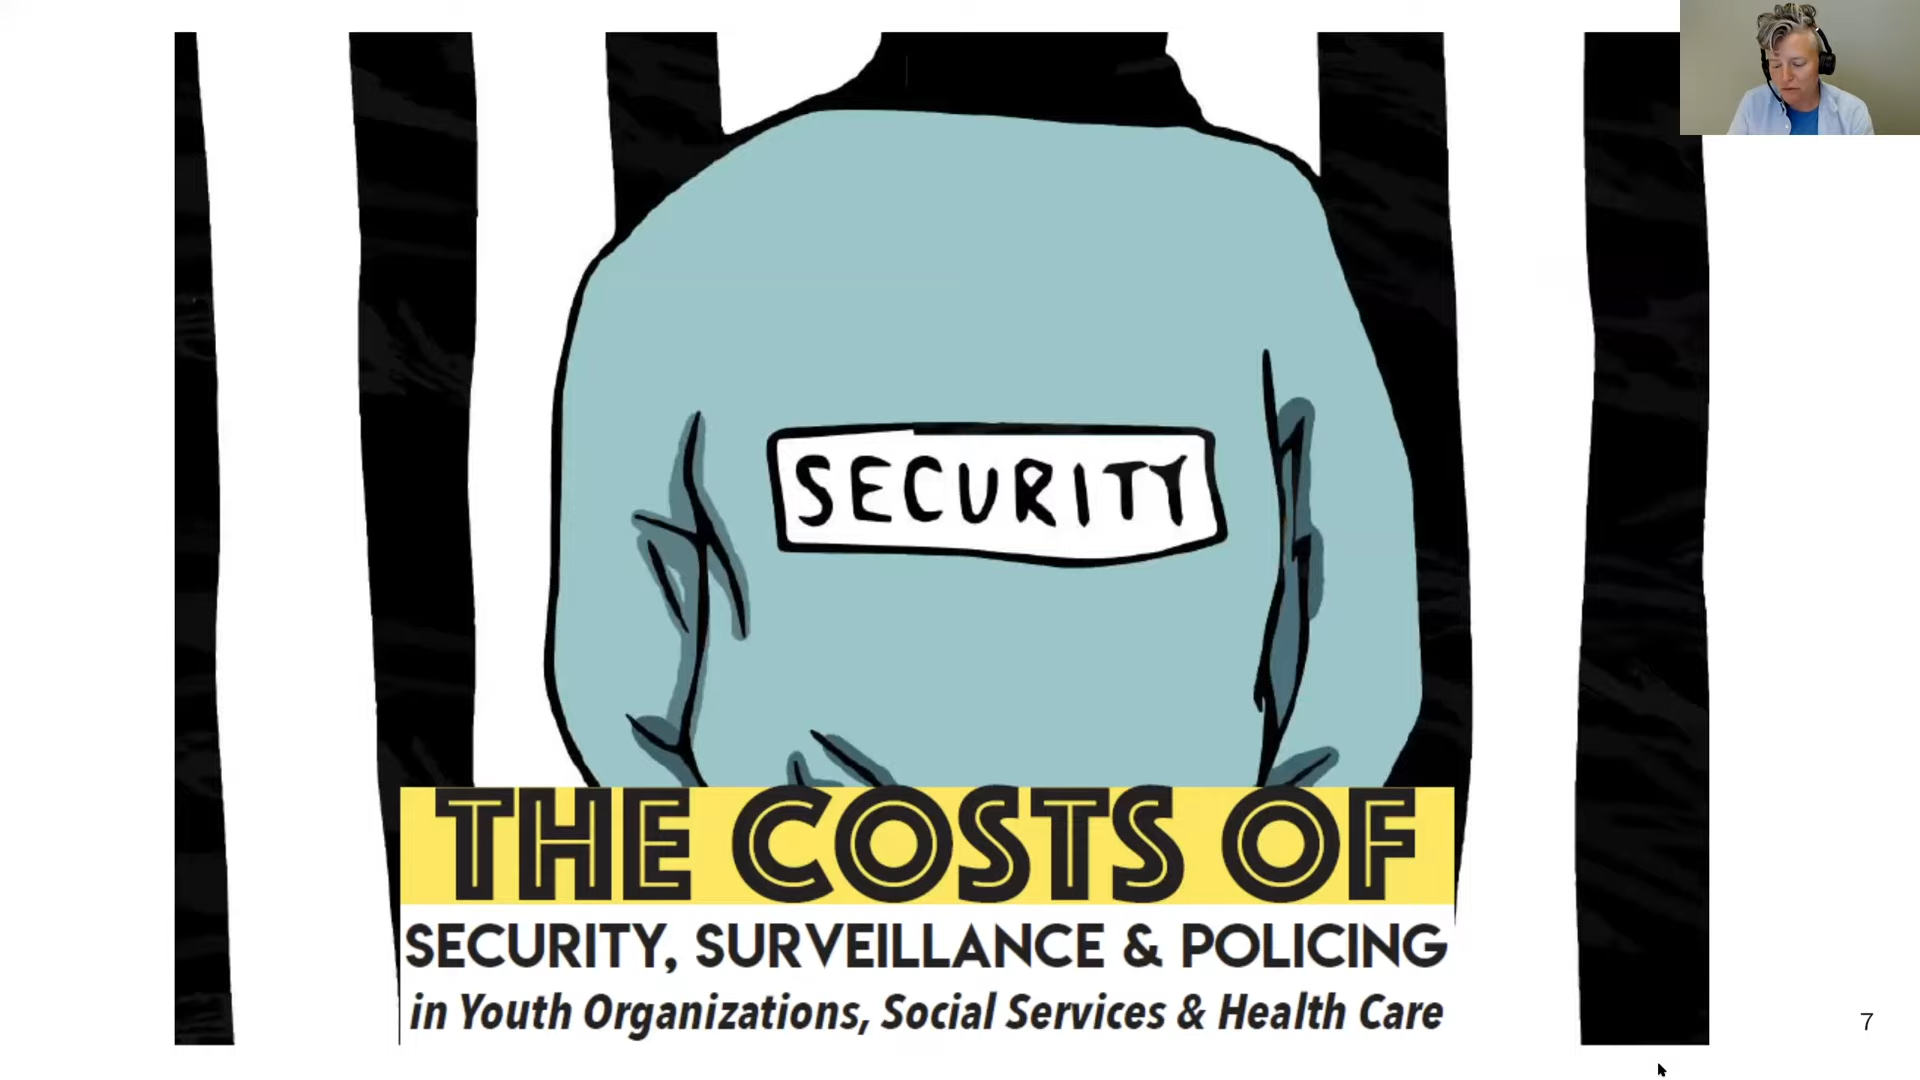 SECURITY
THE COSTS OF
SECURITY, SURVEILLANCE & POLICING
in Youth Organizations, Social Services & Health Care
7